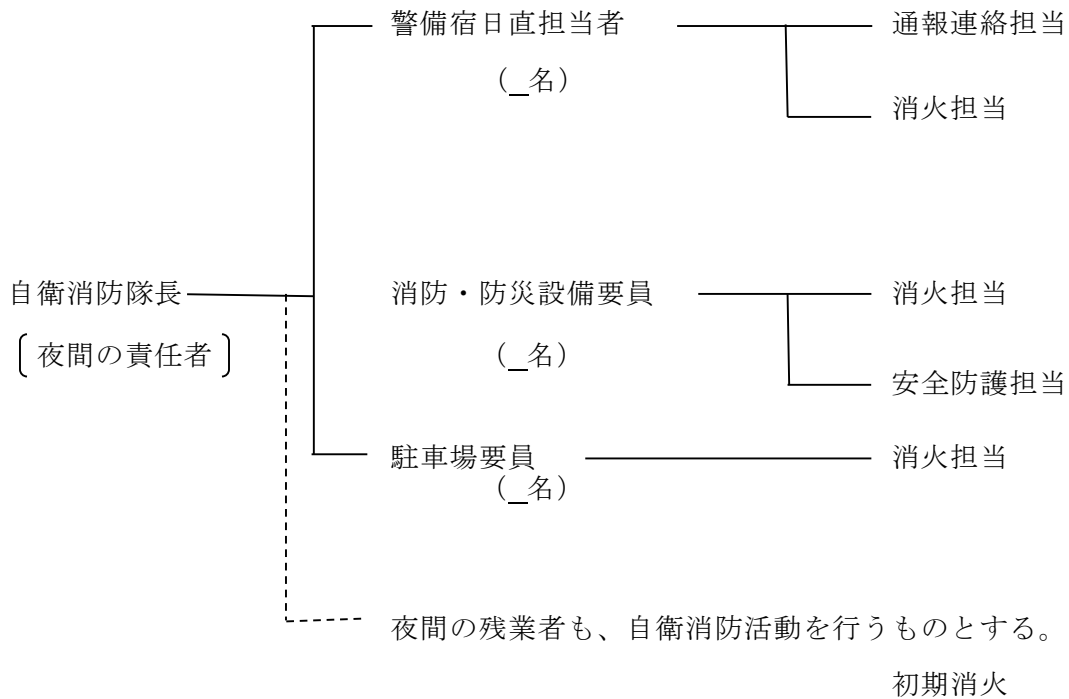 警備宿日直担当者 通報連絡担当
（_名）
消火担当
自衛消防隊長 消防・防災設備要員 消火担当
〔夜間の責任者〕 （_名）
安全防護担当
駐車場要員 消火担当
（_名）
夜間の残業者も、自衛消防活動を行うものとする。
初期消火